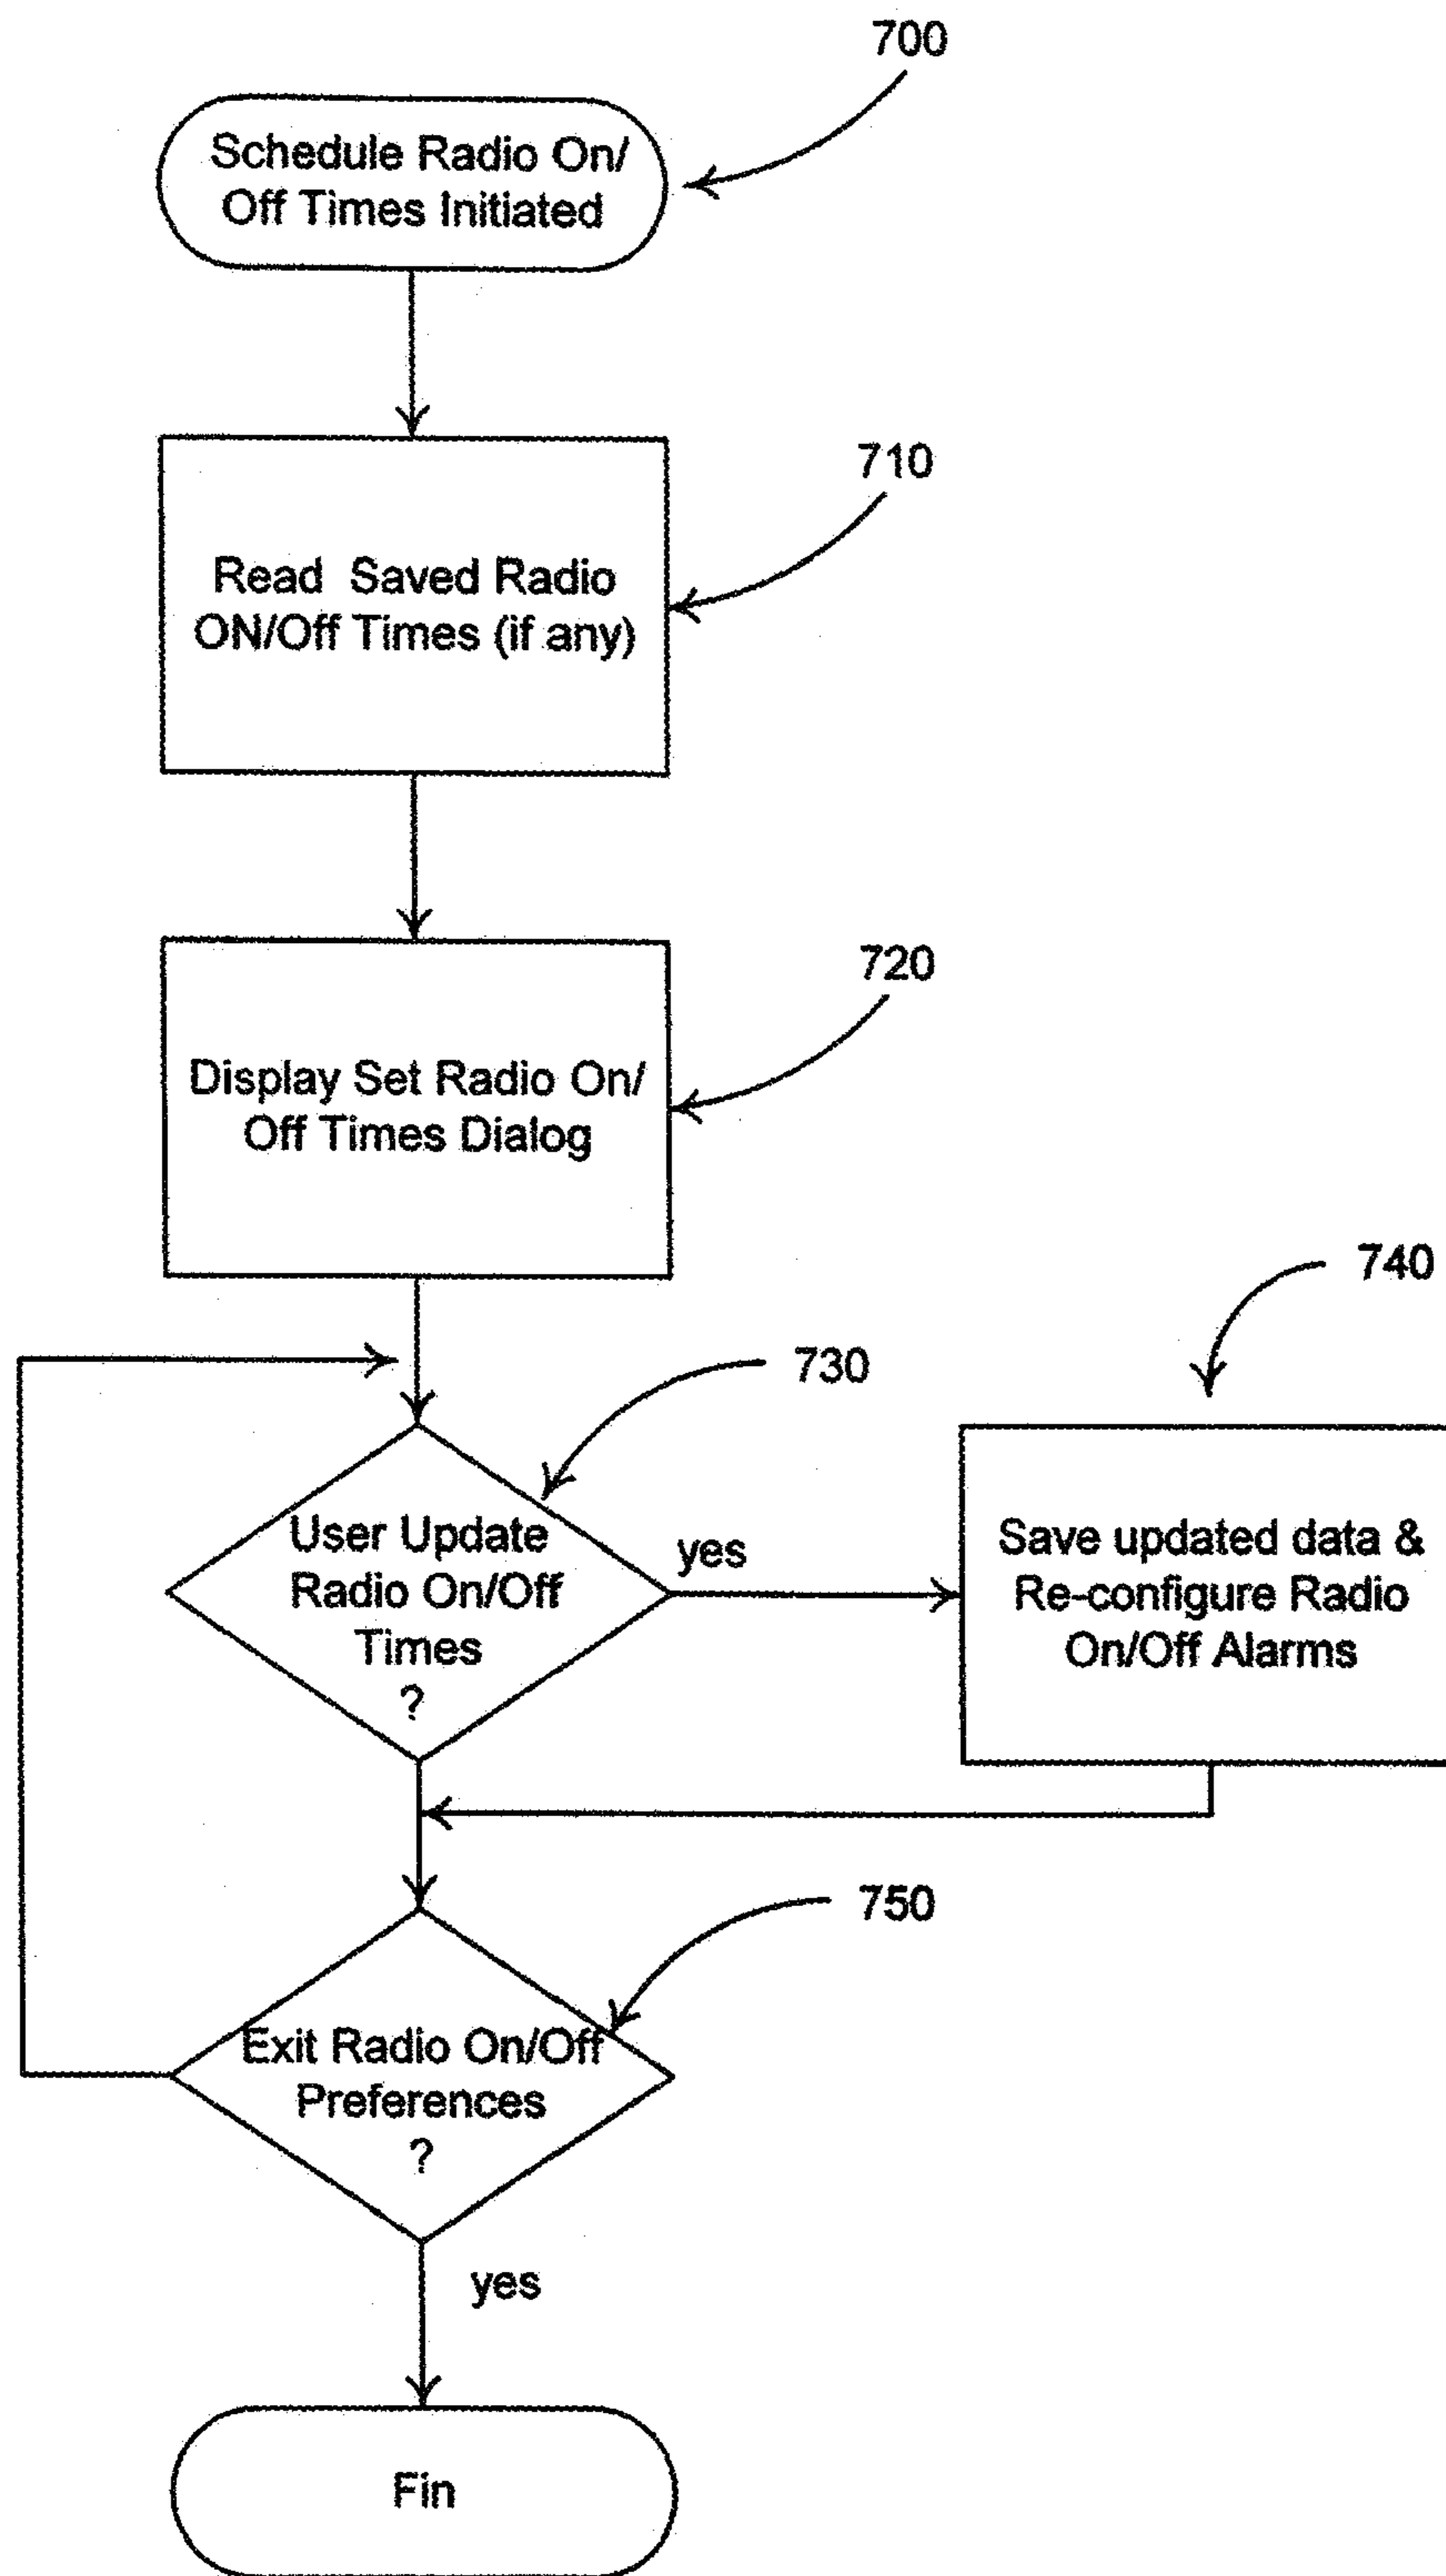 700
Schedule Radio On/
Off Times Initiated
710
Read Saved Radio
ON/Off Times (if any)
720
Display Set Radio On/
Off Times Dialog
740
730
User Update
Radio On/Off
Times
?
yes
Save updated data &
Re-configure Radio
On/Off Alarms
750
Exit Radio On/Off
Preferences
?
yes
Fin